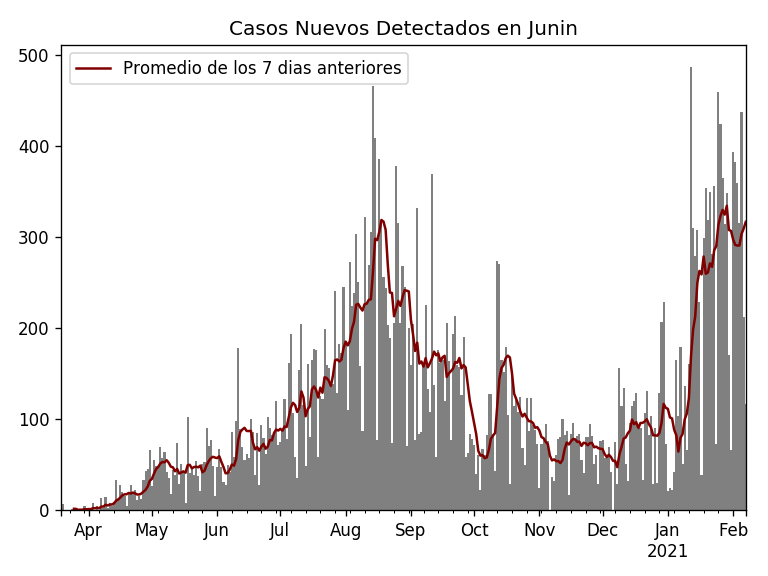 Casos Nuevos Detectados en Junin
Promedio de los 7 dias anteriores
500
400
300
200
100
0
Apr May Jun Jul Aug Sep Oct Nov Dec Jan Feb
2021